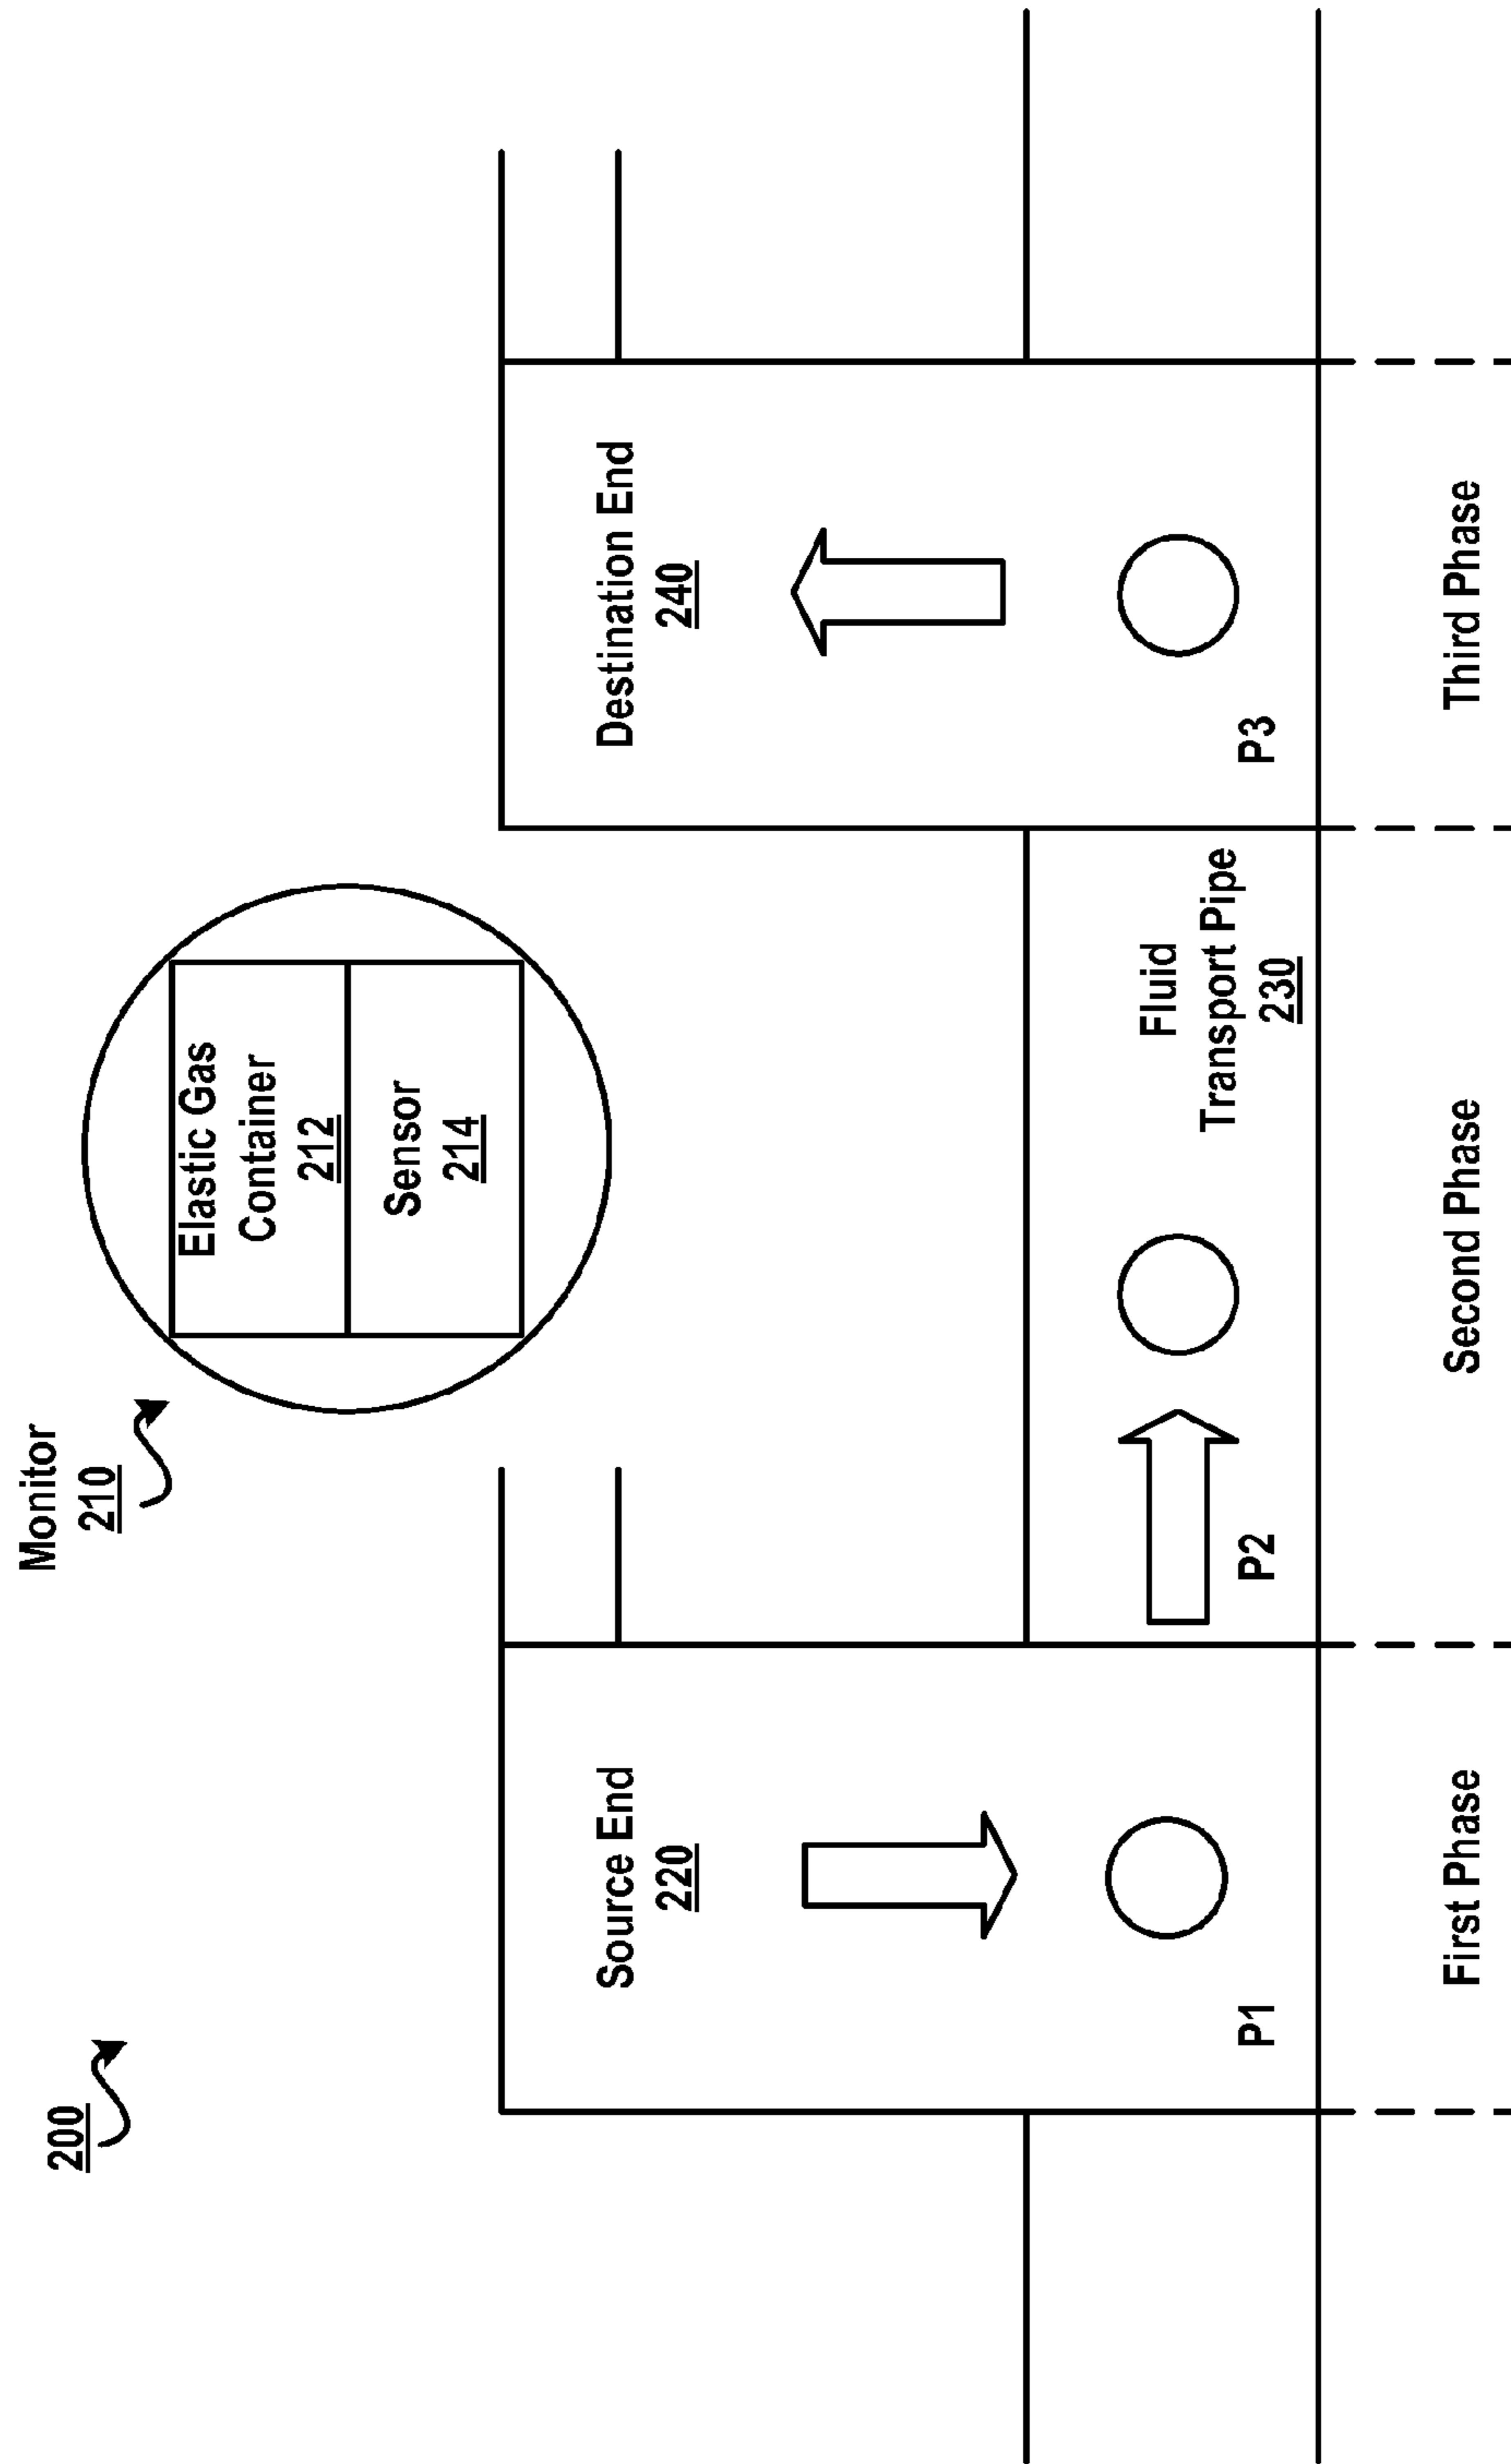 200
Monitor
210
Elastic Gas
Container
212
Sensor
214
Source End
220
Destination End
240
Fluid
Transport Pipe
230
P1
P2
P3
First Phase
Second Phase
Third Phase